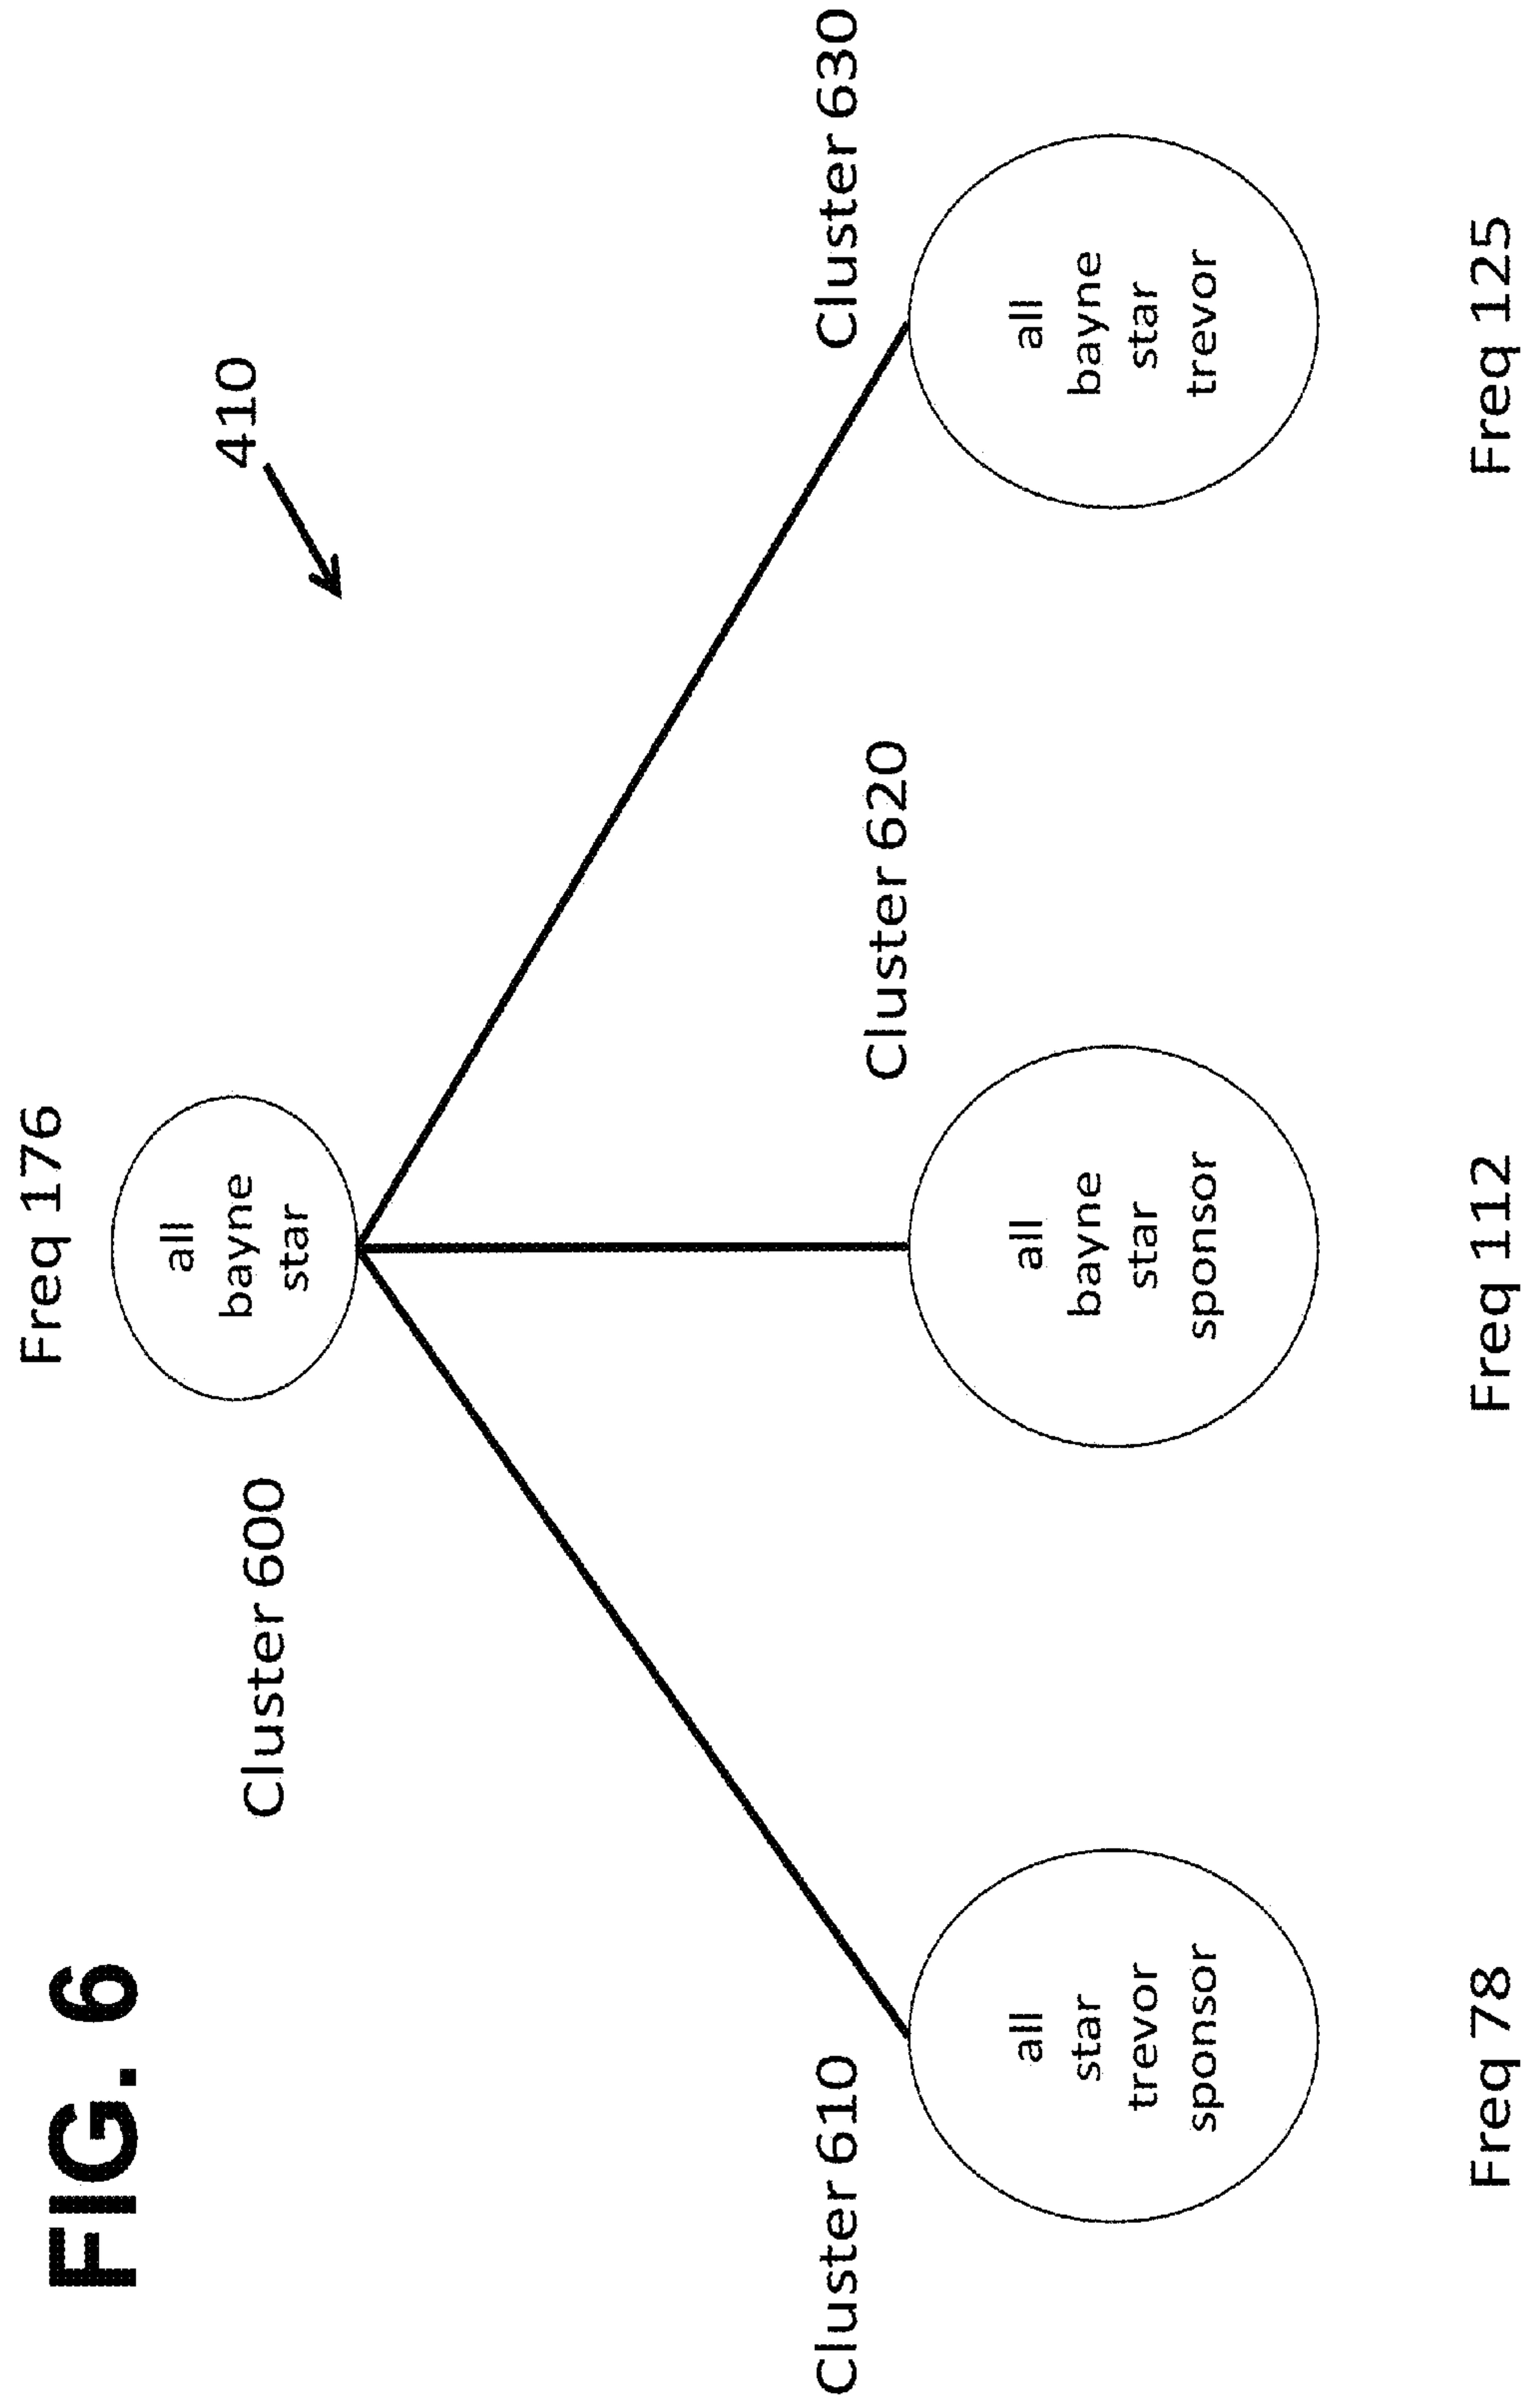 FIG. 6
Freq 176
410
Cluster 600
all
bayne
star
Cluster 610
all
star
trevor
sponsor
Freq 78
Cluster 620
all
bayne
star
sponsor
Freq 112
Cluster 630
all
bayne
star
trevor
Freq 125